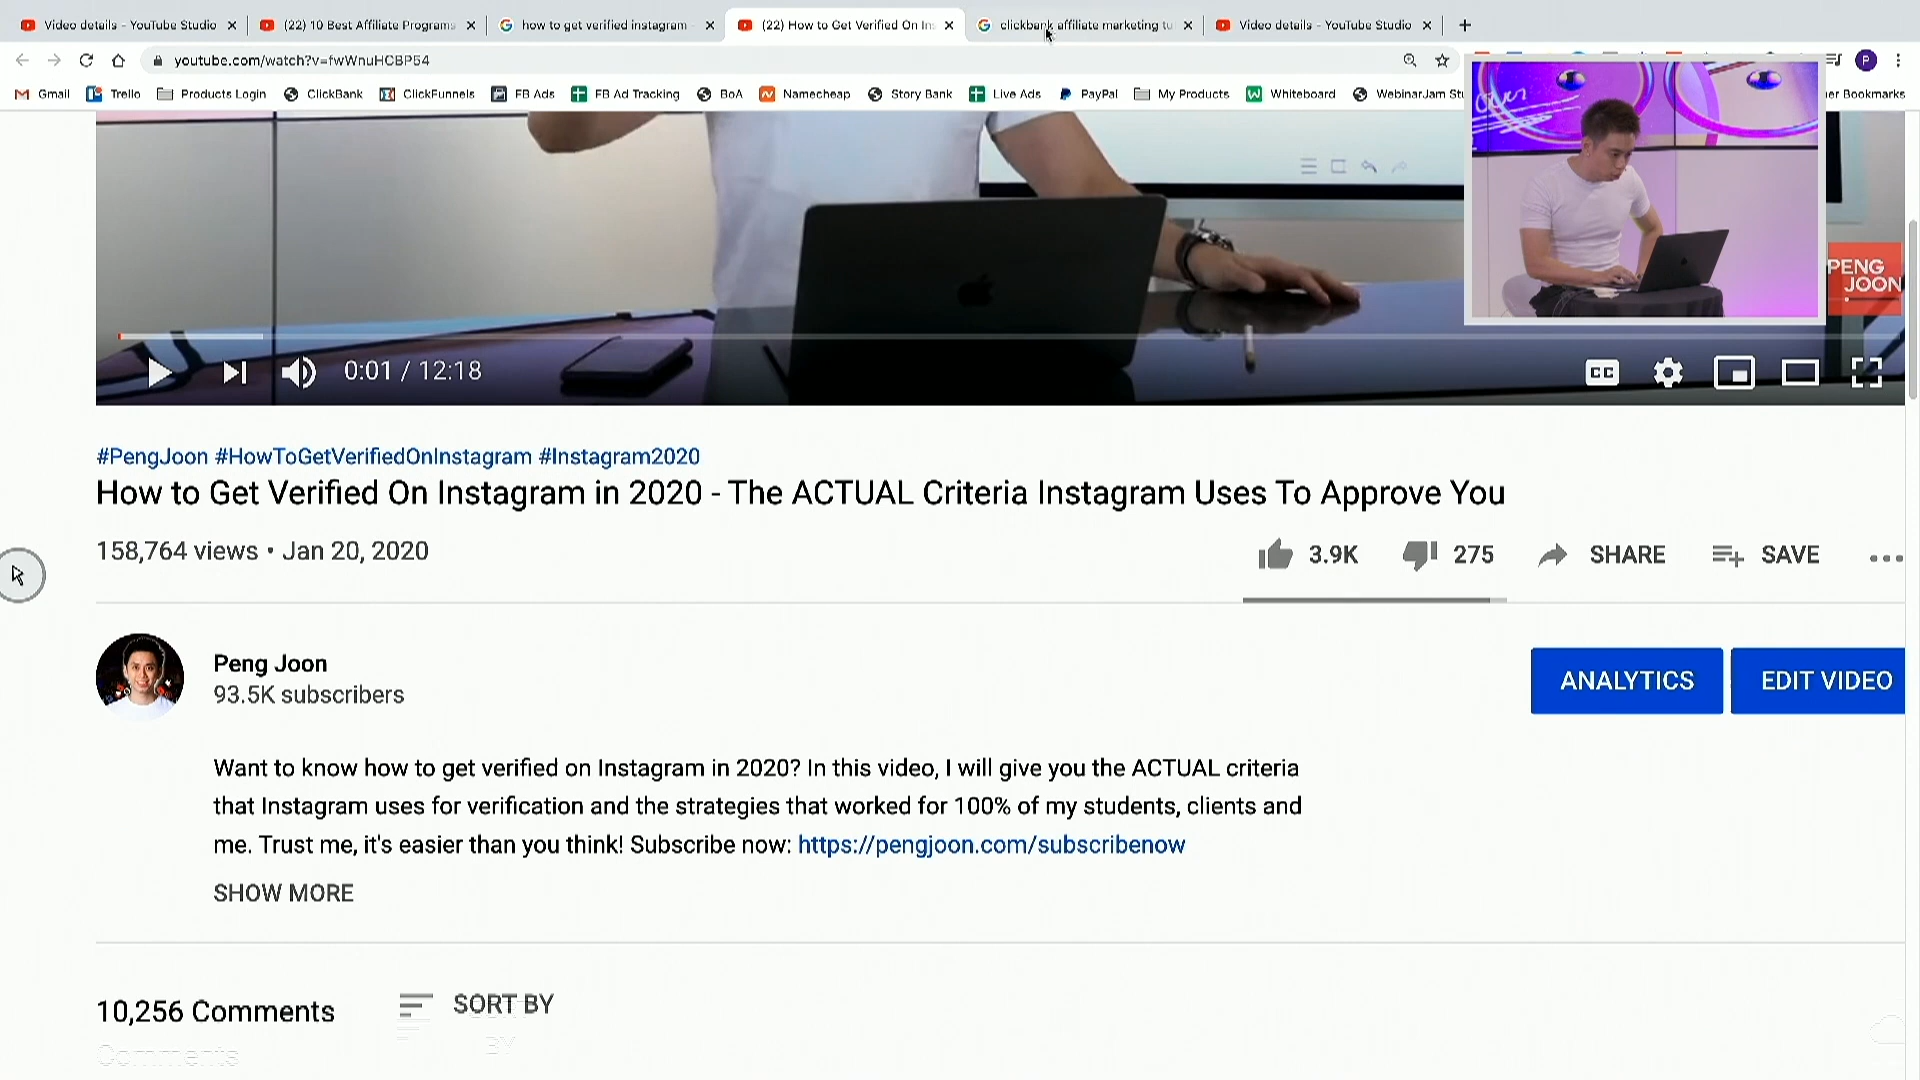 Video details - YouTube Studio
(22) 10 Best Affiliate Programs
how to get verified instagram
(22) How to Get Verified On Ins
clickbank affiliate marketing tu
Video details - YouTube Studio
youtube.com/watch?v=fwWnuHCBP54
P
Gmail
Trello
Products Login
ClickBank
ClickFunnels
FB Ads
FB Ad Tracking
BoA
Namecheap
Story Bank
Live Ads
PayPal
My Products
Whiteboard
WebinarJam Stu
er Bookmarks
PENG
JOON
0:01 / 12:18
CC
#PengJoon #HowToGetVerifiedOnInstagram #Instagram2020
How to Get Verified On Instagram in 2020 - The ACTUAL Criteria Instagram Uses To Approve You
158,764 views • Jan 20, 2020
3.9K
275
SHARE
SAVE
Peng Joon
93.5K subscribers
ANALYTICS
EDIT VIDEO
Want to know how to get verified on Instagram in 2020? In this video, I will give you the ACTUAL criteria
that Instagram uses for verification and the strategies that worked for 100% of my students, clients and
me. Trust me, it's easier than you think! Subscribe now: https://pengjoon.com/subscribenow
SHOW MORE
10,256 Comments
SORT BY
Comments
BY